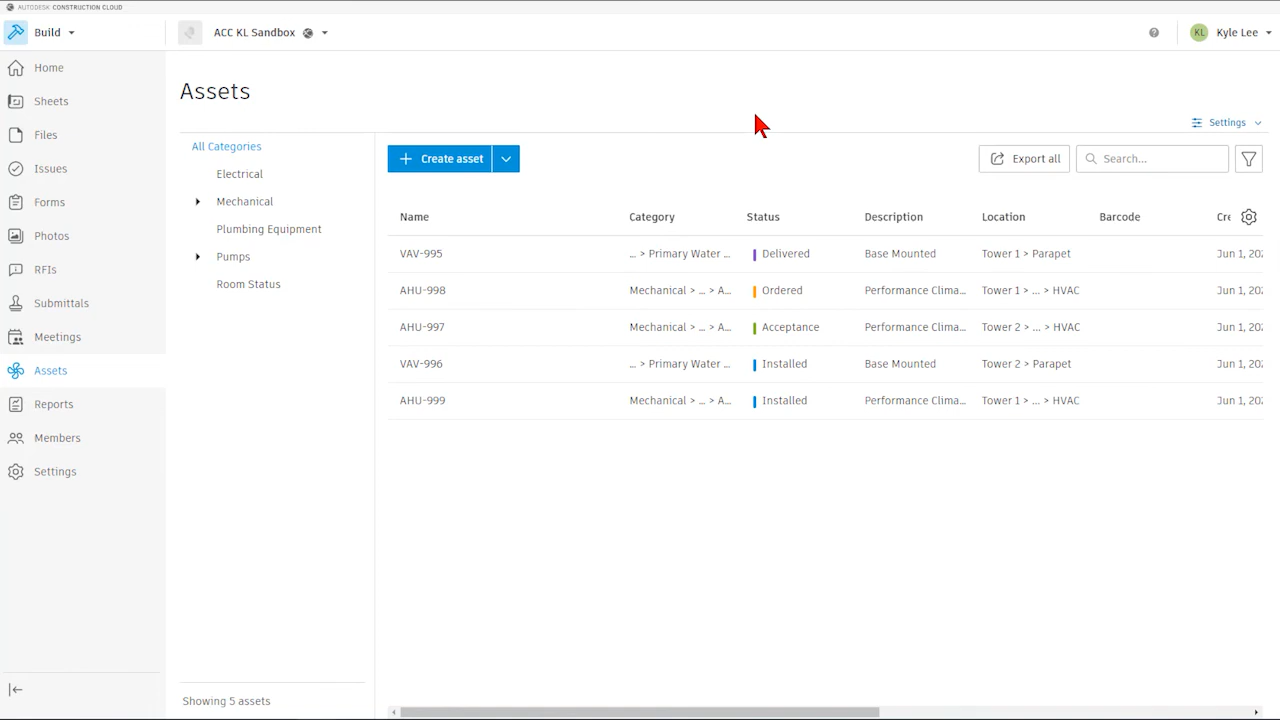 AUTODESK CONSTRUCTION CLOUD
Build
ACC KL Sandbox
KL Kyle Lee
Home
Sheets
Files
Issues
Forms
Photos
RFIs
Submittals
Meetings
Assets
Reports
Members
Settings
Assets
Settings
All Categories
Electrical
Mechanical
Plumbing Equipment
Pumps
Room Status
Showing 5 assets
Create asset
Export all
Search...
Name Category Status Description Location Barcode Cre
VAV-995 ... > Primary Water ... Delivered Base Mounted Tower 1 > Parapet Jun 1, 202
AHU-998 Mechanical > ... > A... Ordered Performance Clima... Tower 1 > ... > HVAC Jun 1, 202
AHU-997 Mechanical > ... > A... Acceptance Performance Clima... Tower 2 > ... > HVAC Jun 1, 202
VAV-996 ... > Primary Water ... Installed Base Mounted Tower 2 > Parapet Jun 1, 202
AHU-999 Mechanical > ... > A... Installed Performance Clima... Tower 1 > ... > HVAC Jun 1, 202